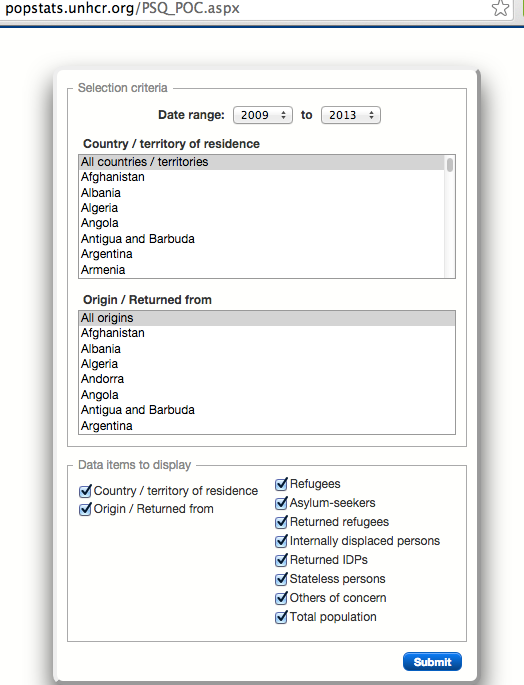 popstats.unhcr.org/PSQ_POC.aspx
Selection criteria
Date range: 2009 to 2013
Country / territory of residence
All countries / territories
Afghanistan
Albania
Algeria
Angola
Antigua and Barbuda
Argentina
Armenia
Origin / Returned from
All origins
Afghanistan
Albania
Algeria
Andorra
Angola
Antigua and Barbuda
Argentina
Data items to display
Country / territory of residence
Origin / Returned from
Refugees
Asylum-seekers
Returned refugees
Internally displaced persons
Returned IDPs
Stateless persons
Others of concern
Total population
Submit